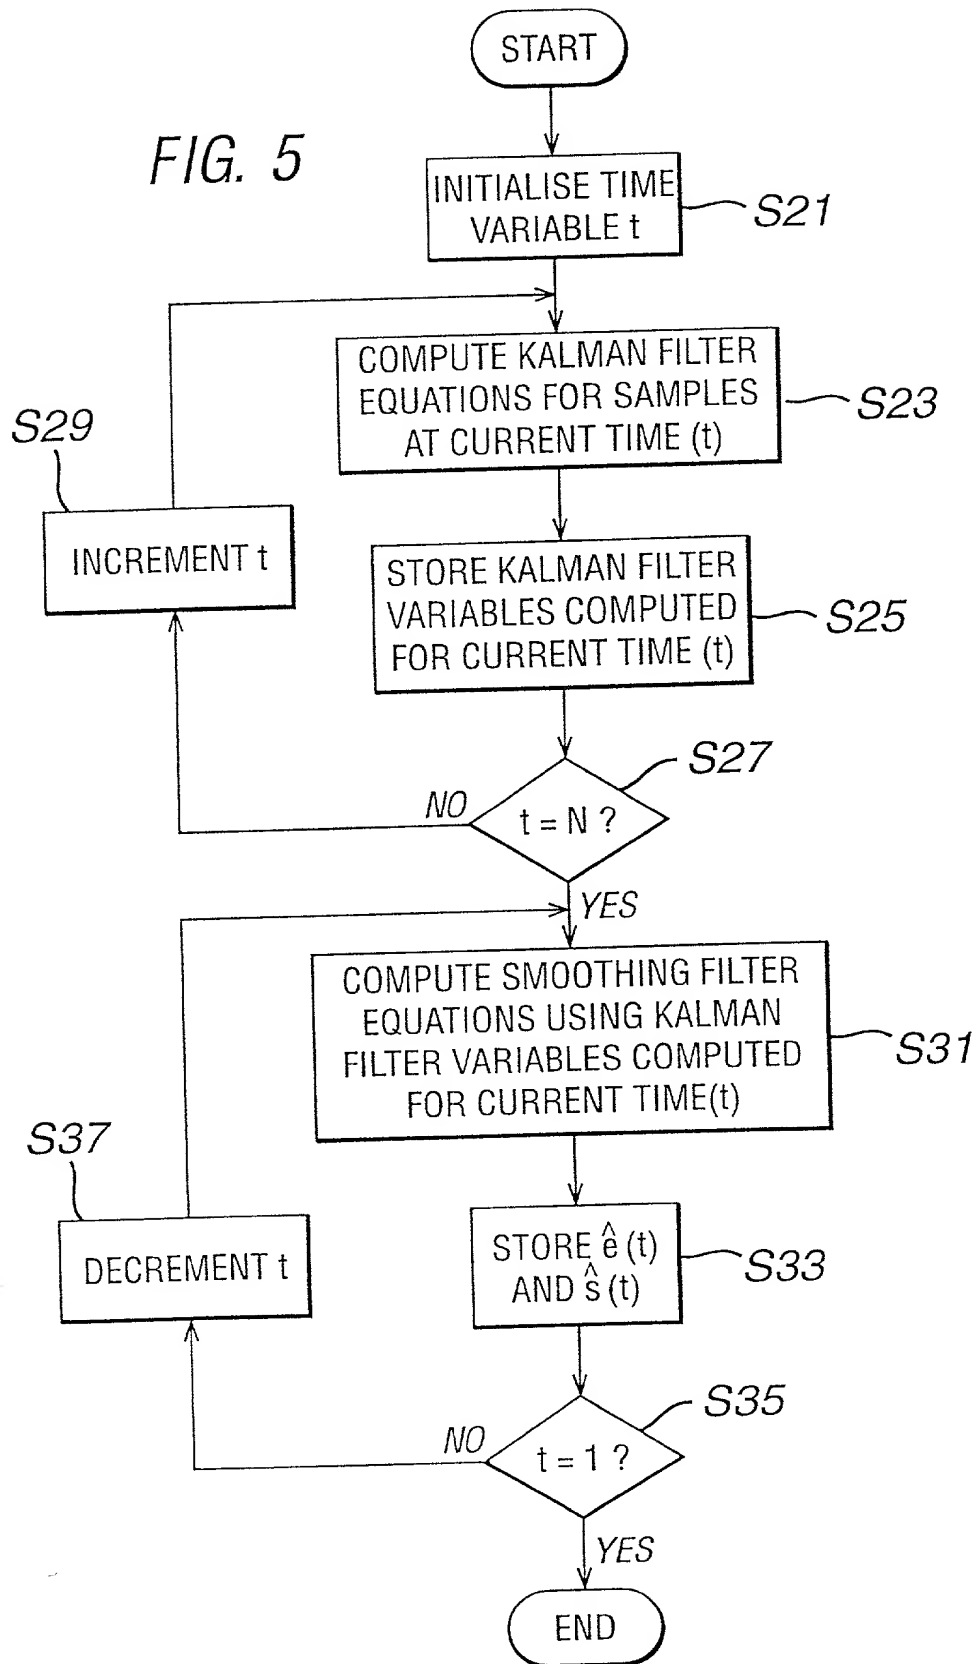 START
FIG. 5
INITIALISE TIME
VARIABLE t
S21
COMPUTE KALMAN FILTER
EQUATIONS FOR SAMPLES
AT CURRENT TIME (t)
S23
S29
INCREMENT t
STORE KALMAN FILTER
VARIABLES COMPUTED
FOR CURRENT TIME (t)
S25
S27
NO
t = N ?
YES
COMPUTE SMOOTHING FILTER
EQUATIONS USING KALMAN
FILTER VARIABLES COMPUTED
FOR CURRENT TIME(t)
S31
S37
DECREMENT t
STORE ê (t)
AND ŝ (t)
S33
S35
NO
t = 1 ?
YES
END